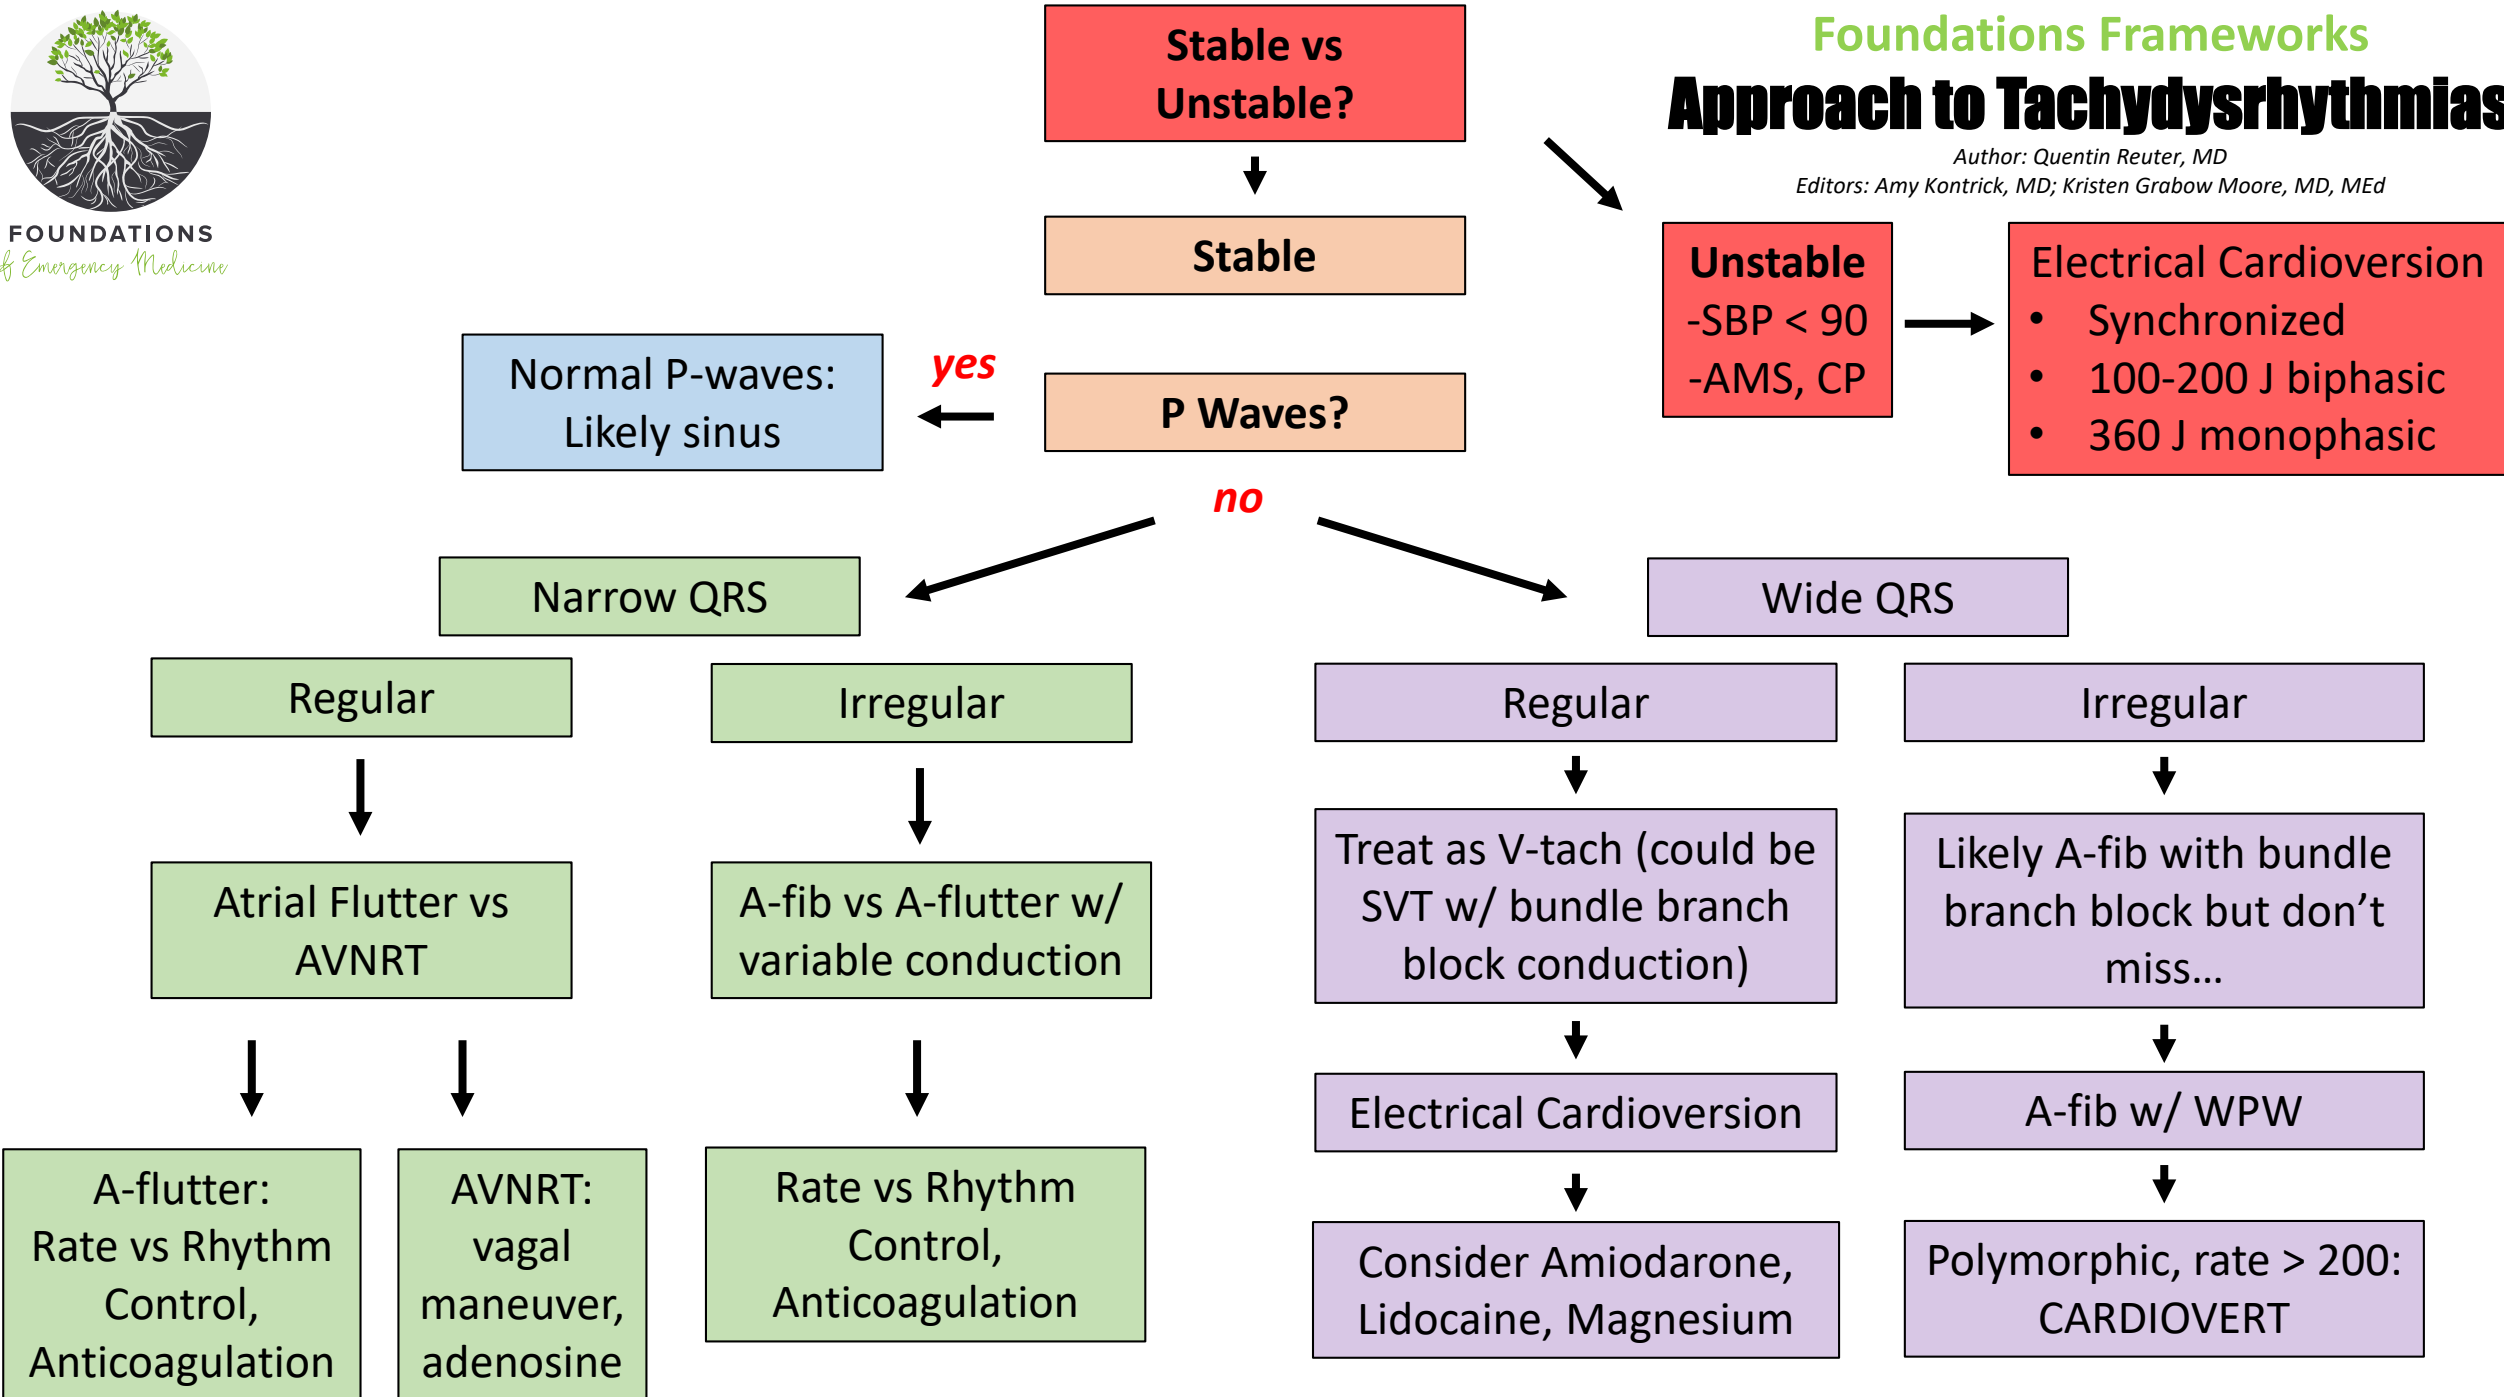 FOUNDATIONS
of Emergency Medicine
Foundations Frameworks
Approach to Tachydysrhythmias
Author: Quentin Reuter, MD
Editors: Amy Kontrick, MD; Kristen Grabow Moore, MD, MEd
Stable vs
Unstable?
Stable
Unstable
-SBP < 90
-AMS, CP
Electrical Cardioversion
• Synchronized
• 100-200 J biphasic
• 360 J monophasic
P Waves?
yes
Normal P-waves:
Likely sinus
no
Narrow QRS
Regular
Atrial Flutter vs
AVNRT
A-flutter:
Rate vs Rhythm
Control,
Anticoagulation
AVNRT:
vagal
maneuver,
adenosine
Irregular
A-fib vs A-flutter w/
variable conduction
Rate vs Rhythm
Control,
Anticoagulation
Wide QRS
Regular
Treat as V-tach (could be
SVT w/ bundle branch
block conduction)
Electrical Cardioversion
Consider Amiodarone,
Lidocaine, Magnesium
Irregular
Likely A-fib with bundle
branch block but don’t
miss…
A-fib w/ WPW
Polymorphic, rate > 200:
CARDIOVERT